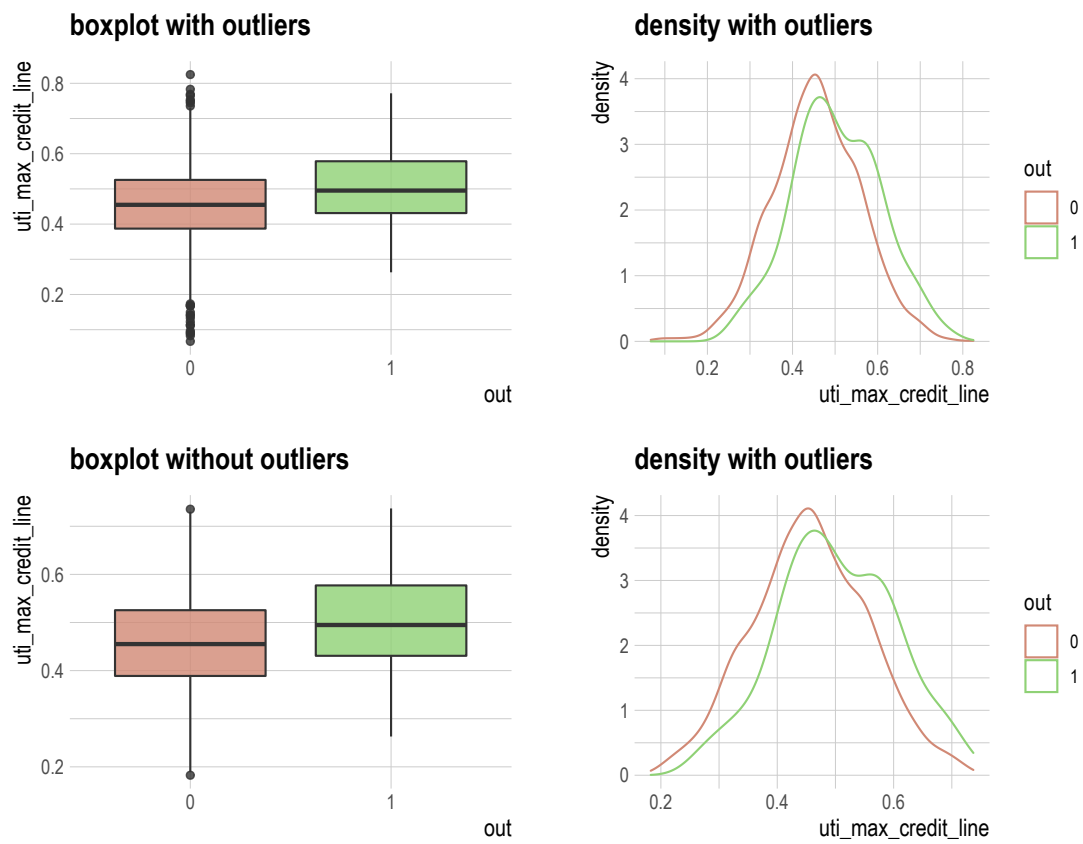 boxplot with outliers
uti_max_credit_line
0.8
0.6
0.4
0.2
0
1
out
density with outliers
density
4
3
2
1
0
0.2
0.4
0.6
0.8
uti_max_credit_line
out
0
1
boxplot without outliers
uti_max_credit_line
0.6
0.4
0.2
0
1
out
density with outliers
density
4
3
2
1
0
0.2
0.4
0.6
uti_max_credit_line
out
0
1